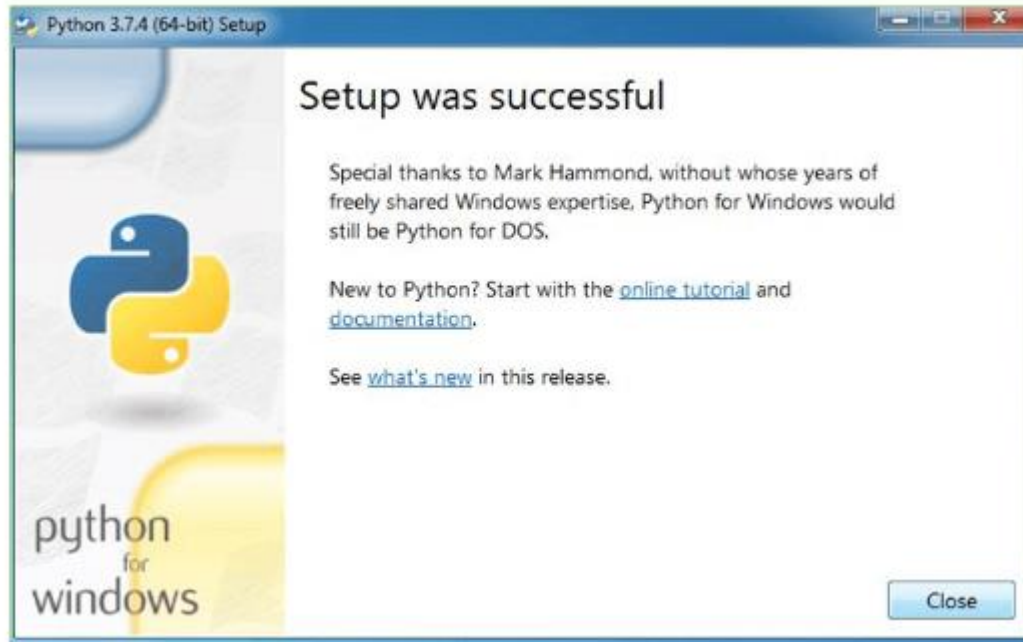 Python 3.7.4 (64-bit) Setup
Setup was successful
Special thanks to Mark Hammond, without whose years of
freely shared Windows expertise, Python for Windows would
still be Python for DOS.
New to Python? Start with the online tutorial and
documentation.
See what's new in this release.
python
for
windows
Close